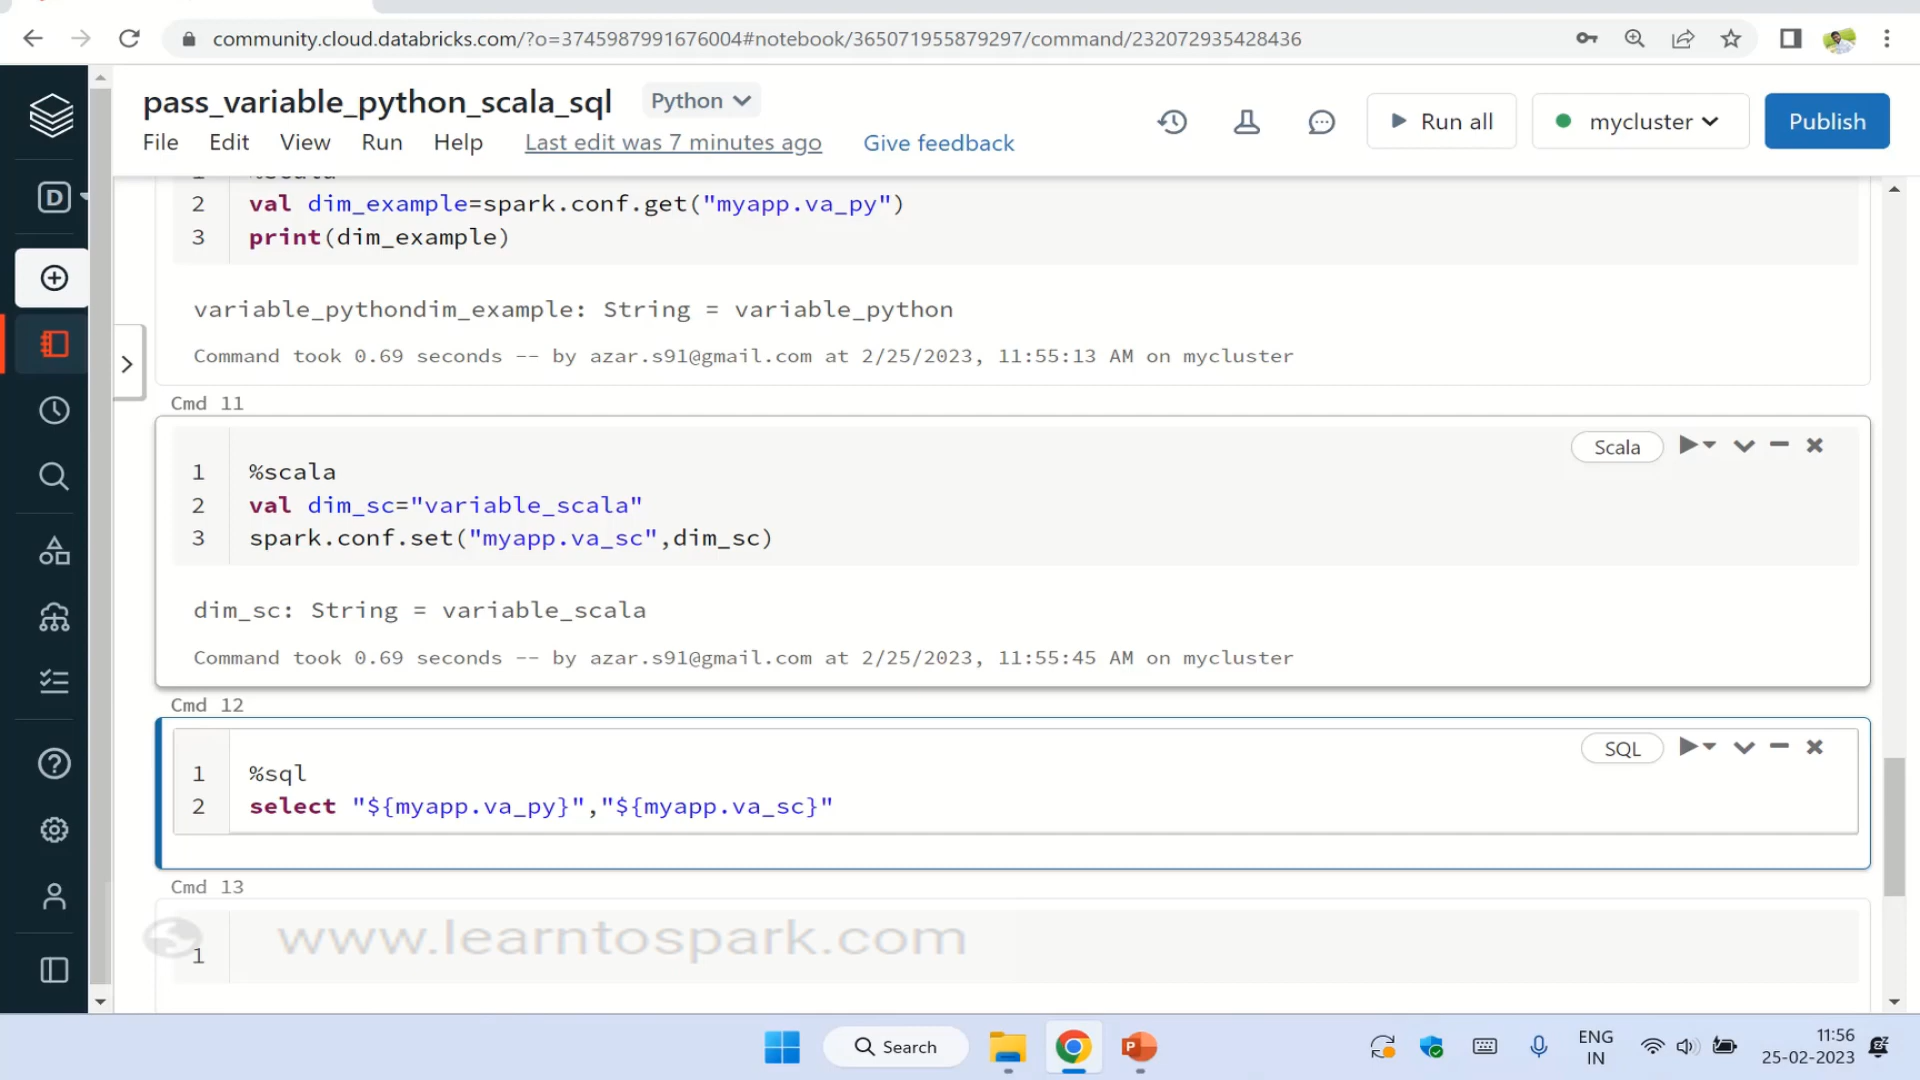 community.cloud.databricks.com/?o=3745987991676004#notebook/365071955879297/command/232072935428436
pass_variable_python_scala_sql
Python
File Edit View Run Help Last edit was 7 minutes ago Give feedback
Run all
mycluster
Publish
D
1 %scala
2 val dim_example=spark.conf.get("myapp.va_py")
3 print(dim_example)
variable_pythondim_example: String = variable_python
Command took 0.69 seconds -- by azar.s91@gmail.com at 2/25/2023, 11:55:13 AM on mycluster
Cmd 11
Scala
1 %scala
2 val dim_sc="variable_scala"
3 spark.conf.set("myapp.va_sc",dim_sc)
dim_sc: String = variable_scala
Command took 0.69 seconds -- by azar.s91@gmail.com at 2/25/2023, 11:55:45 AM on mycluster
Cmd 12
SQL
1 %sql
2 select "${myapp.va_py}","${myapp.va_sc}"
Cmd 13
1
www.learntospark.com
Search
P
ENG
IN
11:56
25-02-2023